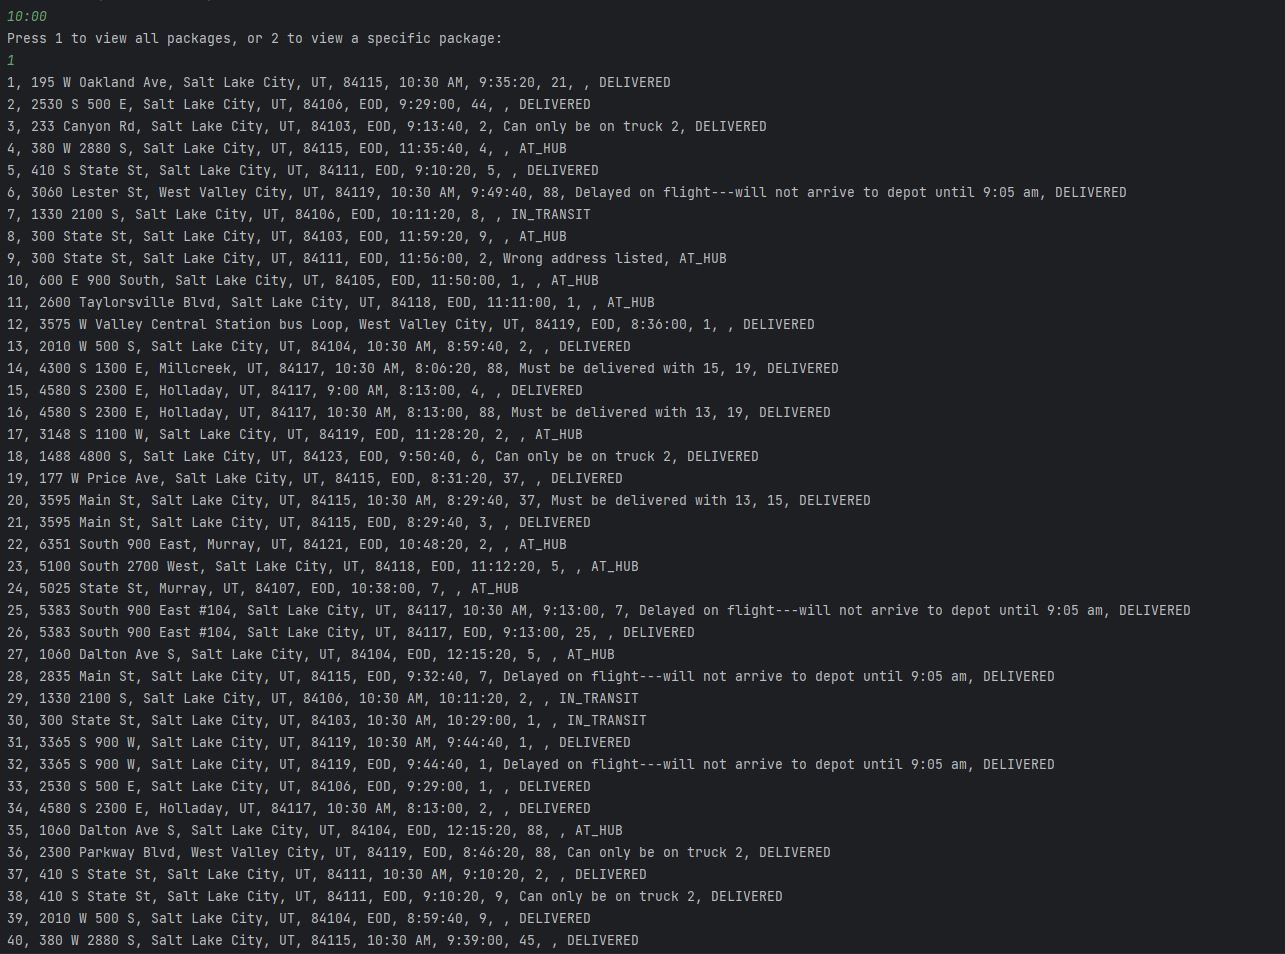 10:00
Press 1 to view all packages, or 2 to view a specific package:
1
1, 195 W Oakland Ave, Salt Lake City, UT, 84115, 10:30 AM, 9:35:20, 21, , DELIVERED
2, 2530 S 500 E, Salt Lake City, UT, 84106, EOD, 9:29:00, 44, , DELIVERED
3, 233 Canyon Rd, Salt Lake City, UT, 84103, EOD, 9:13:40, 2, Can only be on truck 2, DELIVERED
4, 380 W 2880 S, Salt Lake City, UT, 84115, EOD, 11:35:40, 4, , AT_HUB
5, 410 S State St, Salt Lake City, UT, 84111, EOD, 9:10:20, 5, , DELIVERED
6, 3060 Lester St, West Valley City, UT, 84119, 10:30 AM, 9:49:40, 88, Delayed on flight---will not arrive to depot until 9:05 am, DELIVERED
7, 1330 2100 S, Salt Lake City, UT, 84106, EOD, 10:11:20, 8, , IN_TRANSIT
8, 300 State St, Salt Lake City, UT, 84103, EOD, 11:59:20, 9, , AT_HUB
9, 300 State St, Salt Lake City, UT, 84111, EOD, 11:56:00, 2, Wrong address listed, AT_HUB
10, 600 E 900 South, Salt Lake City, UT, 84105, EOD, 11:50:00, 1, , AT_HUB
11, 2600 Taylorsville Blvd, Salt Lake City, UT, 84118, EOD, 11:11:00, 1, , AT_HUB
12, 3575 W Valley Central Station bus Loop, West Valley City, UT, 84119, EOD, 8:36:00, 1, , DELIVERED
13, 2010 W 500 S, Salt Lake City, UT, 84104, 10:30 AM, 8:59:40, 2, , DELIVERED
14, 4300 S 1300 E, Millcreek, UT, 84117, 10:30 AM, 8:06:20, 88, Must be delivered with 15, 19, DELIVERED
15, 4580 S 2300 E, Holladay, UT, 84117, 9:00 AM, 8:13:00, 4, , DELIVERED
16, 4580 S 2300 E, Holladay, UT, 84117, 10:30 AM, 8:13:00, 88, Must be delivered with 13, 19, DELIVERED
17, 3148 S 1100 W, Salt Lake City, UT, 84119, EOD, 11:28:20, 2, , AT_HUB
18, 1488 4800 S, Salt Lake City, UT, 84123, EOD, 9:50:40, 6, Can only be on truck 2, DELIVERED
19, 177 W Price Ave, Salt Lake City, UT, 84115, EOD, 8:31:20, 37, , DELIVERED
20, 3595 Main St, Salt Lake City, UT, 84115, 10:30 AM, 8:29:40, 37, Must be delivered with 13, 15, DELIVERED
21, 3595 Main St, Salt Lake City, UT, 84115, EOD, 8:29:40, 3, , DELIVERED
22, 6351 South 900 East, Murray, UT, 84121, EOD, 10:48:20, 2, , AT_HUB
23, 5100 South 2700 West, Salt Lake City, UT, 84118, EOD, 11:12:20, 5, , AT_HUB
24, 5025 State St, Murray, UT, 84107, EOD, 10:38:00, 7, , AT_HUB
25, 5383 South 900 East #104, Salt Lake City, UT, 84117, 10:30 AM, 9:13:00, 7, Delayed on flight---will not arrive to depot until 9:05 am, DELIVERED
26, 5383 South 900 East #104, Salt Lake City, UT, 84117, EOD, 9:13:00, 25, , DELIVERED
27, 1060 Dalton Ave S, Salt Lake City, UT, 84104, EOD, 12:15:20, 5, , AT_HUB
28, 2835 Main St, Salt Lake City, UT, 84115, EOD, 9:32:40, 7, Delayed on flight---will not arrive to depot until 9:05 am, DELIVERED
29, 1330 2100 S, Salt Lake City, UT, 84106, 10:30 AM, 10:11:20, 2, , IN_TRANSIT
30, 300 State St, Salt Lake City, UT, 84103, 10:30 AM, 10:29:00, 1, , IN_TRANSIT
31, 3365 S 900 W, Salt Lake City, UT, 84119, 10:30 AM, 9:44:40, 1, , DELIVERED
32, 3365 S 900 W, Salt Lake City, UT, 84119, EOD, 9:44:40, 1, Delayed on flight---will not arrive to depot until 9:05 am, DELIVERED
33, 2530 S 500 E, Salt Lake City, UT, 84106, EOD, 9:29:00, 1, , DELIVERED
34, 4580 S 2300 E, Holladay, UT, 84117, 10:30 AM, 8:13:00, 2, , DELIVERED
35, 1060 Dalton Ave S, Salt Lake City, UT, 84104, EOD, 12:15:20, 88, , AT_HUB
36, 2300 Parkway Blvd, West Valley City, UT, 84119, EOD, 8:46:20, 88, Can only be on truck 2, DELIVERED
37, 410 S State St, Salt Lake City, UT, 84111, 10:30 AM, 9:10:20, 2, , DELIVERED
38, 410 S State St, Salt Lake City, UT, 84111, EOD, 9:10:20, 9, Can only be on truck 2, DELIVERED
39, 2010 W 500 S, Salt Lake City, UT, 84104, EOD, 8:59:40, 9, , DELIVERED
40, 380 W 2880 S, Salt Lake City, UT, 84115, 10:30 AM, 9:39:00, 45, , DELIVERED